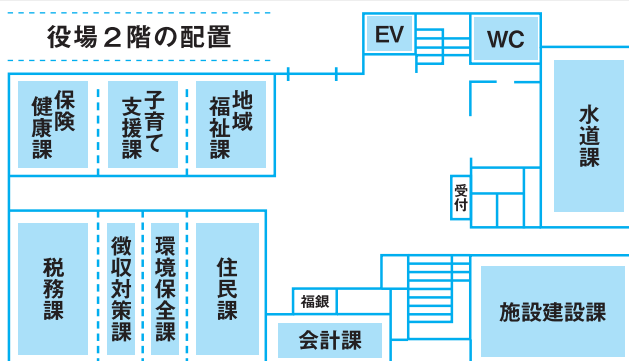 役場２階の配置
EV
WC
保険
健康課
子育て
支援課
地域
福祉課
水道課
受付
税務課
徴収対策課
環境保全課
住民課
福銀
会計課
施設建設課